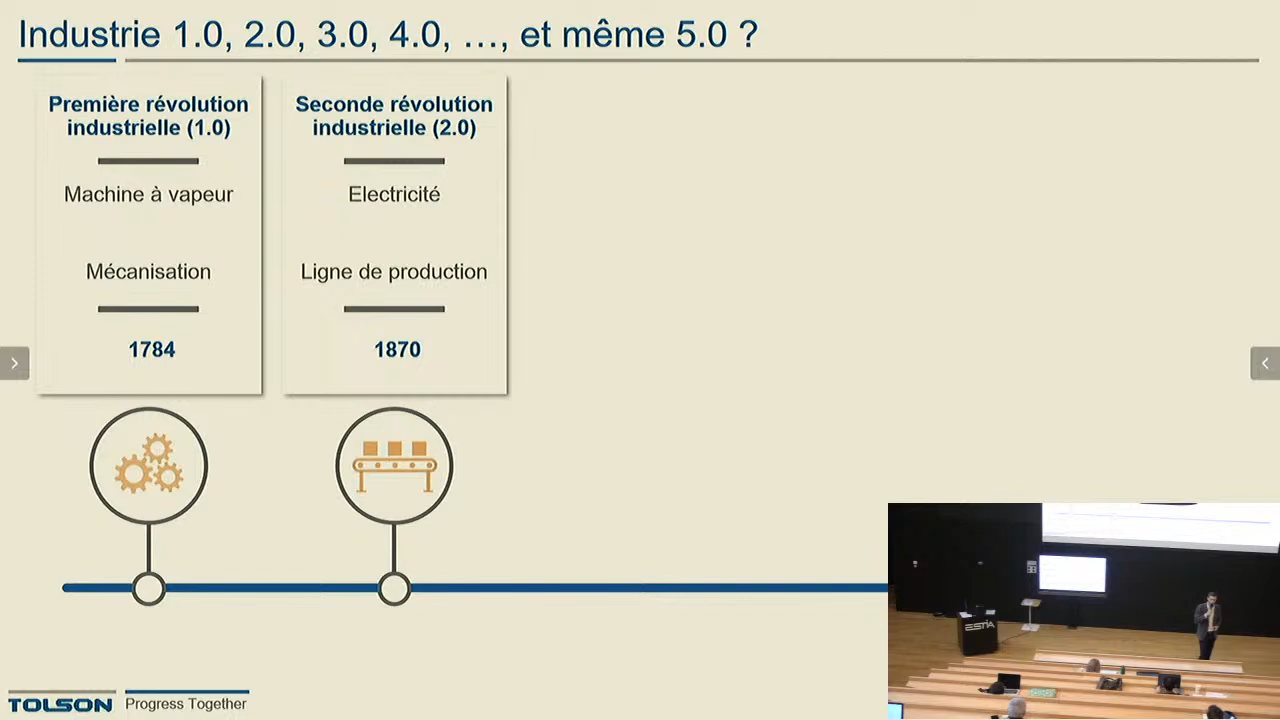 Industrie 1.0, 2.0, 3.0, 4.0, …, et même 5.0 ?
Première révolution
industrielle (1.0)
Machine à vapeur
Mécanisation
1784
Seconde révolution
industrielle (2.0)
Electricité
Ligne de production
1870
ESTIA
TOLSON
Progress Together